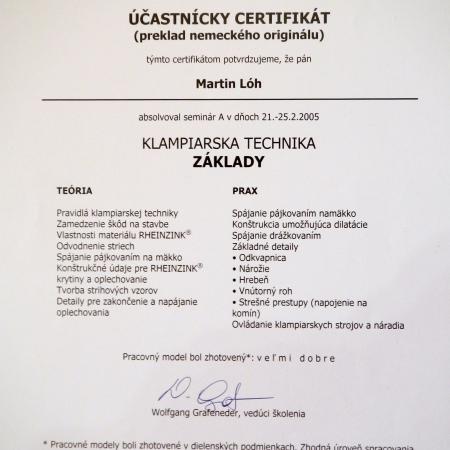 ÚČASTNÍCKY CERTIFIKÁT
(preklad nemeckého originálu)
týmto certifikátom potvrdzujeme, že pán
Martin Lóh
absolvoval seminár A v dňoch 21.-25.2.2005
KLAMPIARSKA TECHNIKA
ZÁKLADY
TEÓRIA
Pravidlá klampiarskej techniky
Zamedzenie škôd na stavbe
Vlastnosti materiálu RHEINZINK®
Odvodnenie striech
Spájanie pájkovaním na mäkko
Konštrukčné údaje pre RHEINZINK®
krytiny a oplechovanie
Tvorba strihových vzorov
Detaily pre zakončenie a napájanie
oplechovania
PRAX
Spájanie pájkovaním namäkko
Konštrukcia umožňujúca dilatácie
Spájanie drážkovaním
Základné detaily
• Odkvapnica
• Nárožie
• Hrebeň
• Vnútorný roh
• Strešné prestupy (napojenie na
komín)
Ovládanie klampiarskych strojov a náradia
Pracovný model bol zhotovený*: veľmi dobre
Wolfgang Grafeneder, vedúci školenia
* Pracovné modely boli zhotovené v dielenských podmienkach. Zhodná úroveň spracovania